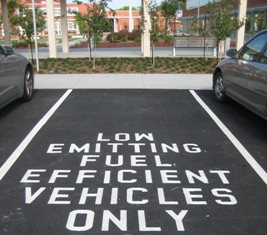 LOW
EMITTING
FUEL
EFFICIENT
VEHICLES
ONLY